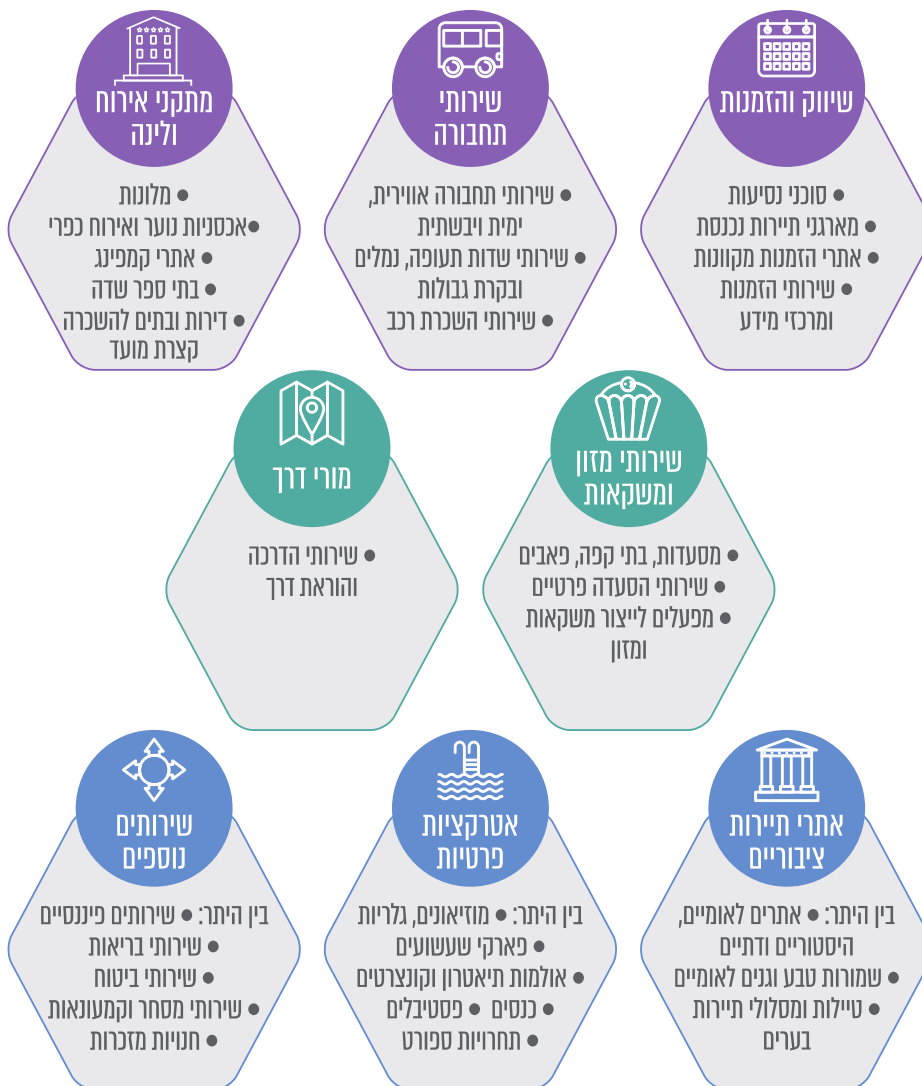 שיווק והזמנות
● סוכני נסיעות
● מארגני תיירות נכנסת
● אתרי הזמנות מקוונות
● שירותי הזמנות
ומרכזי מידע
שירותי
תחבורה
● שירותי תחבורה אווירית,
ימית ויבשתית
● שירותי שדות תעופה, נמלים
ובקרת גבולות
● שירותי השכרת רכב
מתקני אירוח
ולינה
● מלונות
● אכסניות נוער ואירוח כפרי
● אתרי קמפינג
● בתי ספר שדה
● דירות ובתים להשכרה
קצרת מועד
שירותי מזון
ומשקאות
● מסעדות, בתי קפה, פאבים
● שירותי הסעדה פרטיים
● מפעלים לייצור משקאות
ומזון
מורי דרך
● שירותי הדרכה
והוראת דרך
אתרי תיירות
ציבוריים
בין היתר: ● אתרים לאומיים,
היסטוריים ודתיים
● שמורות טבע וגנים לאומיים
● טיילות ומסלולי תיירות
בערים
אטרקציות
פרטיות
בין היתר: ● מוזיאונים, גלריות
● פארקי שעשועים
● אולמות תיאטרון וקונצרטים
● כנסים ● פסטיבלים
● תחרויות ספורט
שירותים
נוספים
בין היתר: ● שירותים פיננסיים
● שירותי בריאות
● שירותי ביטוח
● שירותי מסחר וקמעונאות
● חנויות מזכרות